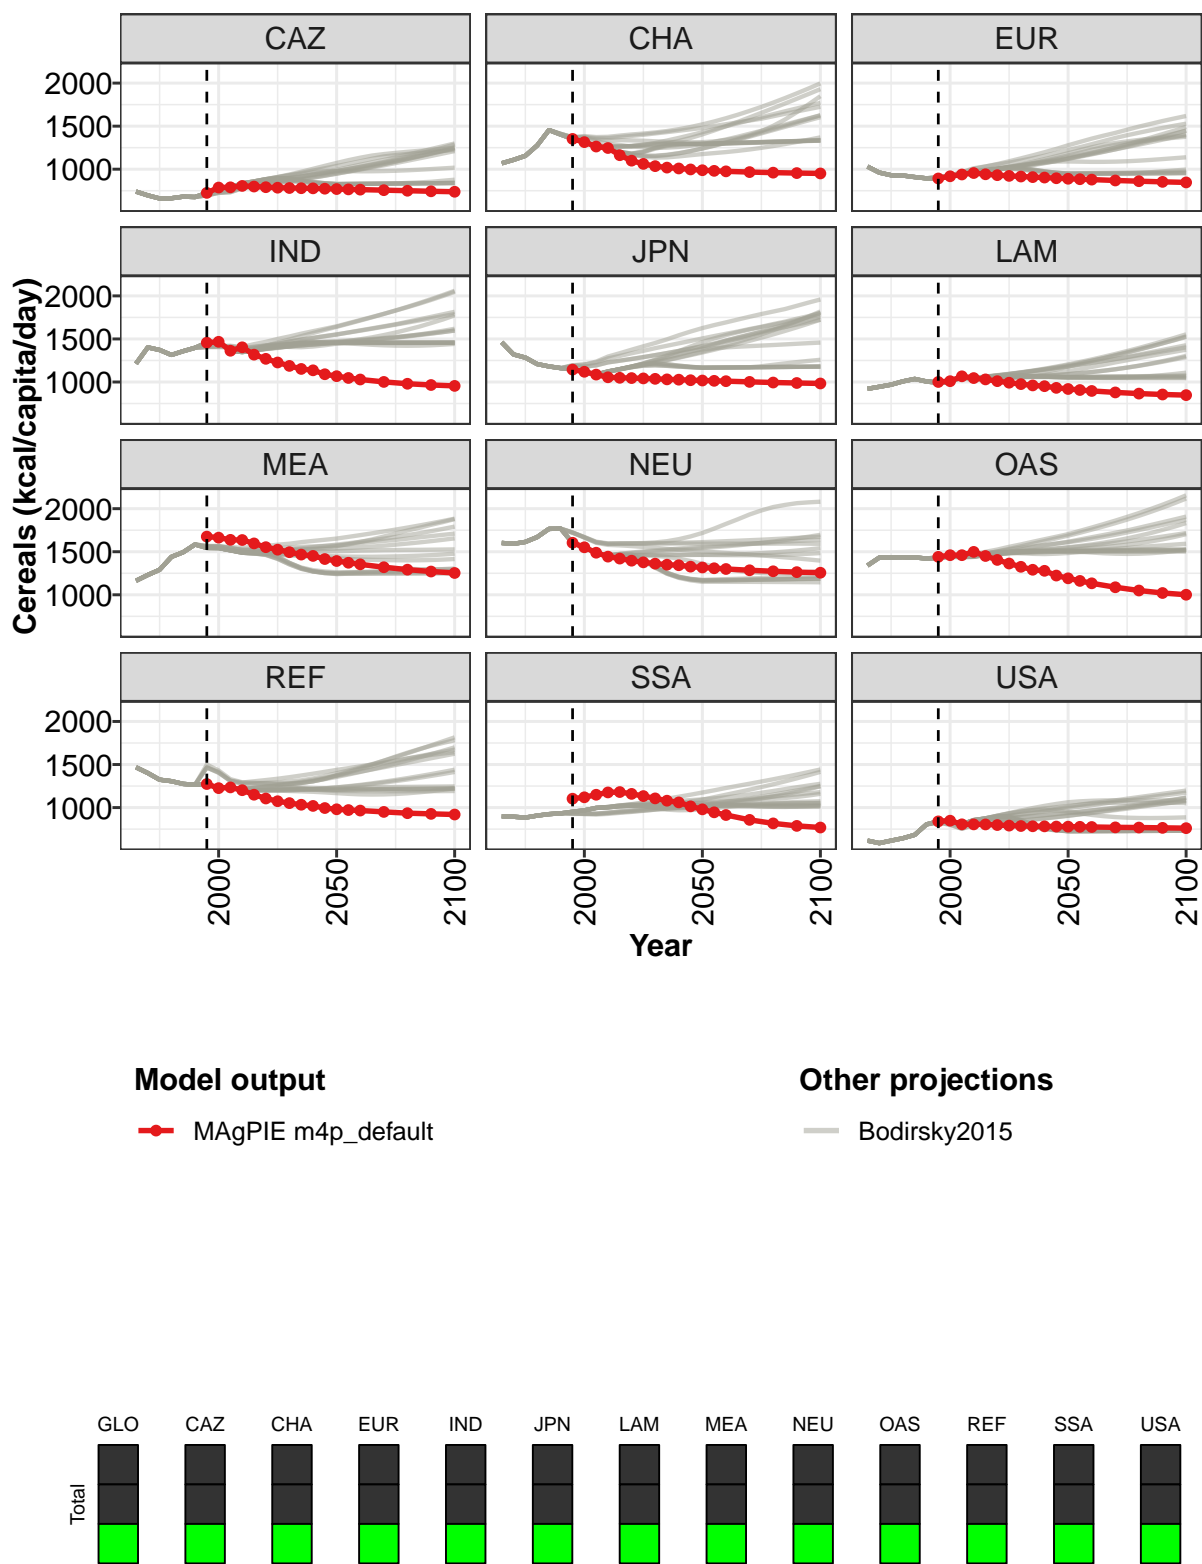 CAZ CHA EUR
2000
1500
1000
IND JPN LAM
2000
1500
1000
MEA NEU OAS
2000
1500
1000
REF SSA USA
2000
1500
1000
Cereals (kcal/capita/day)
2000 2050 2100 2000 2050 2100 2000 2050 2100
Year
Model output
MAgPIE m4p_default
Other projections
Bodirsky2015
GLO CAZ CHA EUR IND JPN LAM MEA NEU OAS REF SSA USA
Total